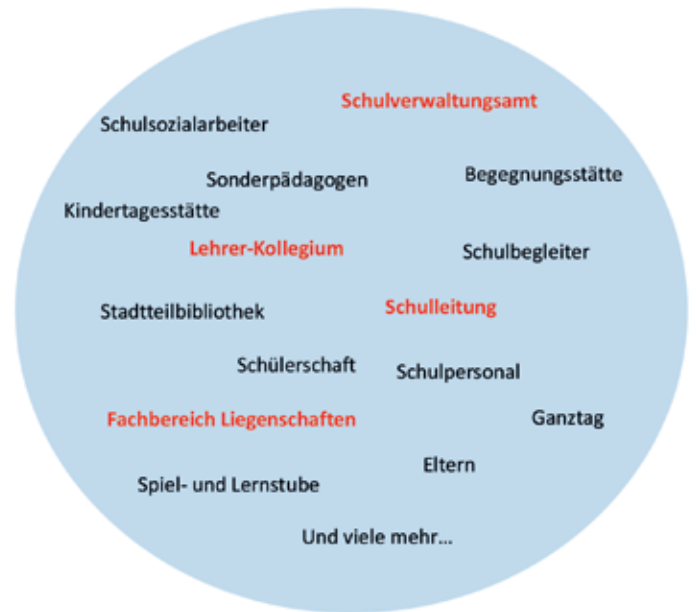 Schulverwaltungsamt
Schulsozialarbeiter
Begegnungsstätte
Sonderpädagogen
Kindertagesstätte
Lehrer-Kollegium
Schulbegleiter
Schulleitung
Stadtteilbibliothek
Schülerschaft
Schulpersonal
Fachbereich Liegenschaften
Ganztag
Eltern
Spiel- und Lernstube
Und viele mehr…